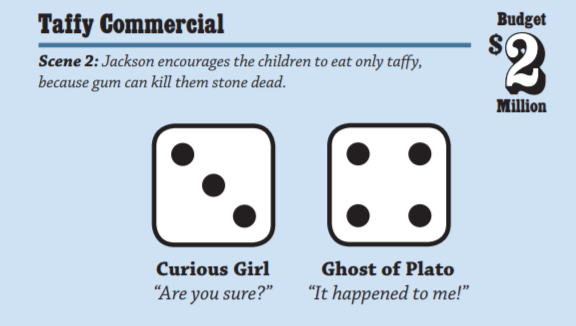 Taffy Commercial
Budget
$2
Million
Scene 2: Jackson encourages the children to eat only taffy,
because gum can kill them stone dead.
Curious Girl
“Are you sure?”
Ghost of Plato
“It happened to me!”